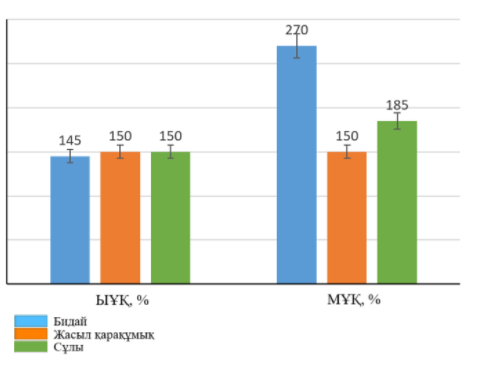 270
185
145 150 150 150
ЫҰҚ, % МҰҚ, %
Бидай
Жасыл қарақұмық
Сұлы